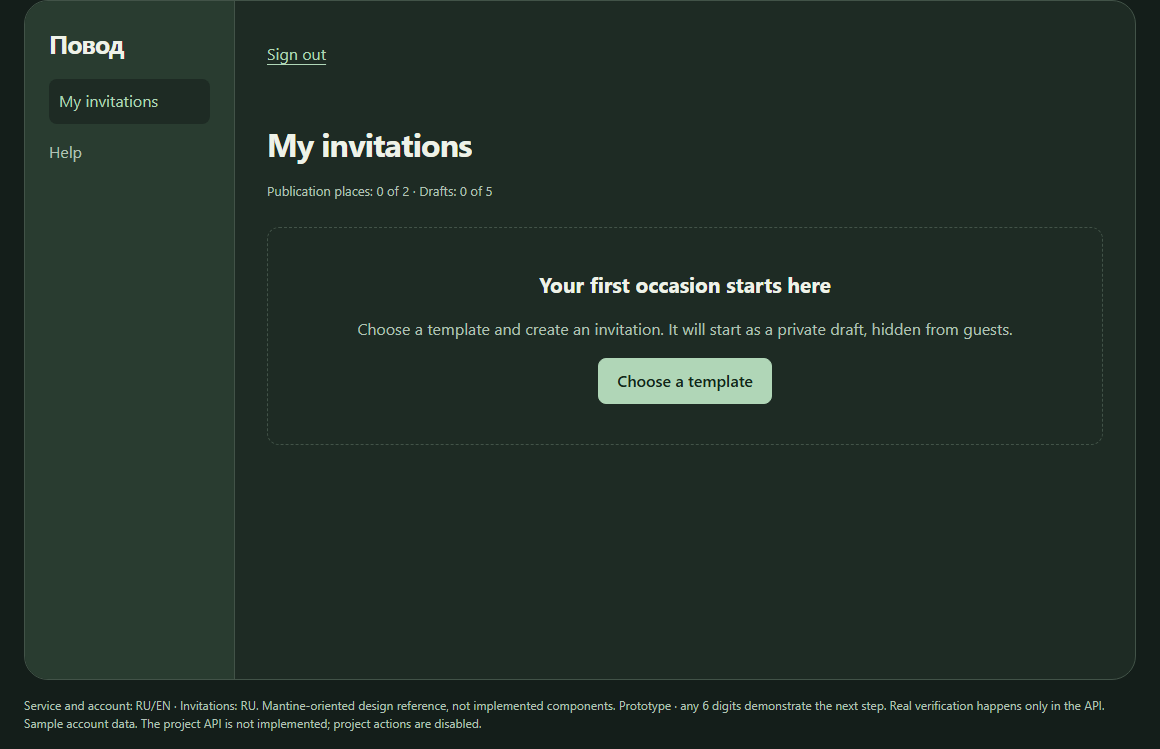 Повод
My invitations
Help
Sign out
My invitations
Publication places: 0 of 2 · Drafts: 0 of 5
Your first occasion starts here
Choose a template and create an invitation. It will start as a private draft, hidden from guests.
Choose a template
Service and account: RU/EN · Invitations: RU. Mantine-oriented design reference, not implemented components. Prototype · any 6 digits demonstrate the next step. Real verification happens only in the API.
Sample account data. The project API is not implemented; project actions are disabled.